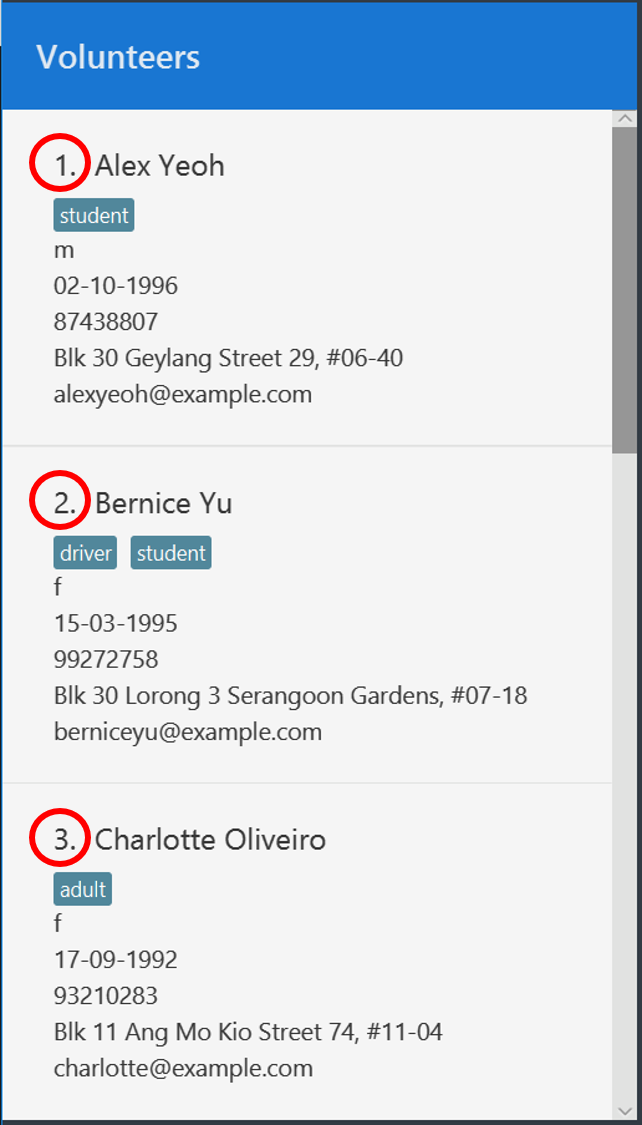 Volunteers
1. Alex Yeoh
student
m
02-10-1996
87438807
Blk 30 Geylang Street 29, #06-40
alexyeoh@example.com
2. Bernice Yu
driver student
f
15-03-1995
99272758
Blk 30 Lorong 3 Serangoon Gardens, #07-18
berniceyu@example.com
3. Charlotte Oliveiro
adult
f
17-09-1992
93210283
Blk 11 Ang Mo Kio Street 74, #11-04
charlotte@example.com